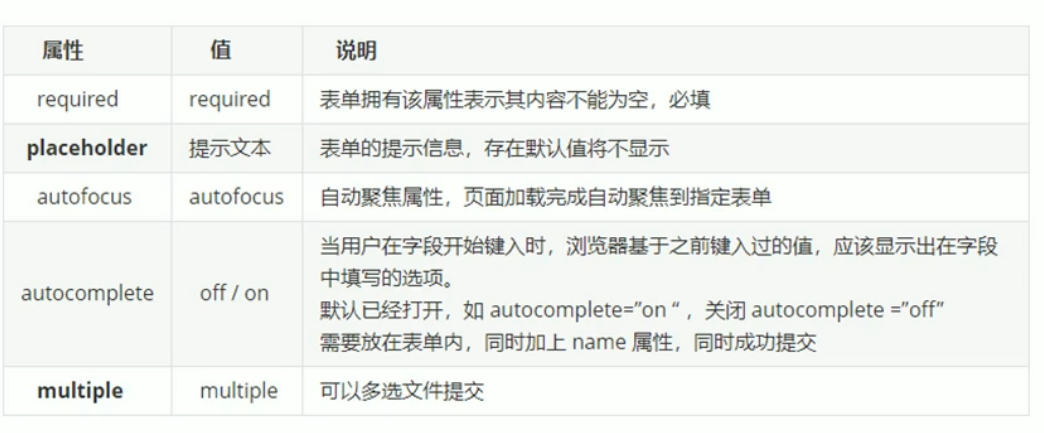 属性 值 说明
required required 表单拥有该属性表示其内容不能为空，必填
placeholder 提示文本 表单的提示信息，存在默认值将不显示
autofocus autofocus 自动聚焦属性，页面加载完成自动聚焦到指定表单
autocomplete off / on 当用户在字段开始键入时，浏览器基于之前键入过的值，应该显示出在字段
中填写的选项。
默认已经打开，如 autocomplete=”on “ ，关闭 autocomplete =”off”
需要放在表单内，同时加上 name 属性，同时成功提交
multiple multiple 可以多选文件提交